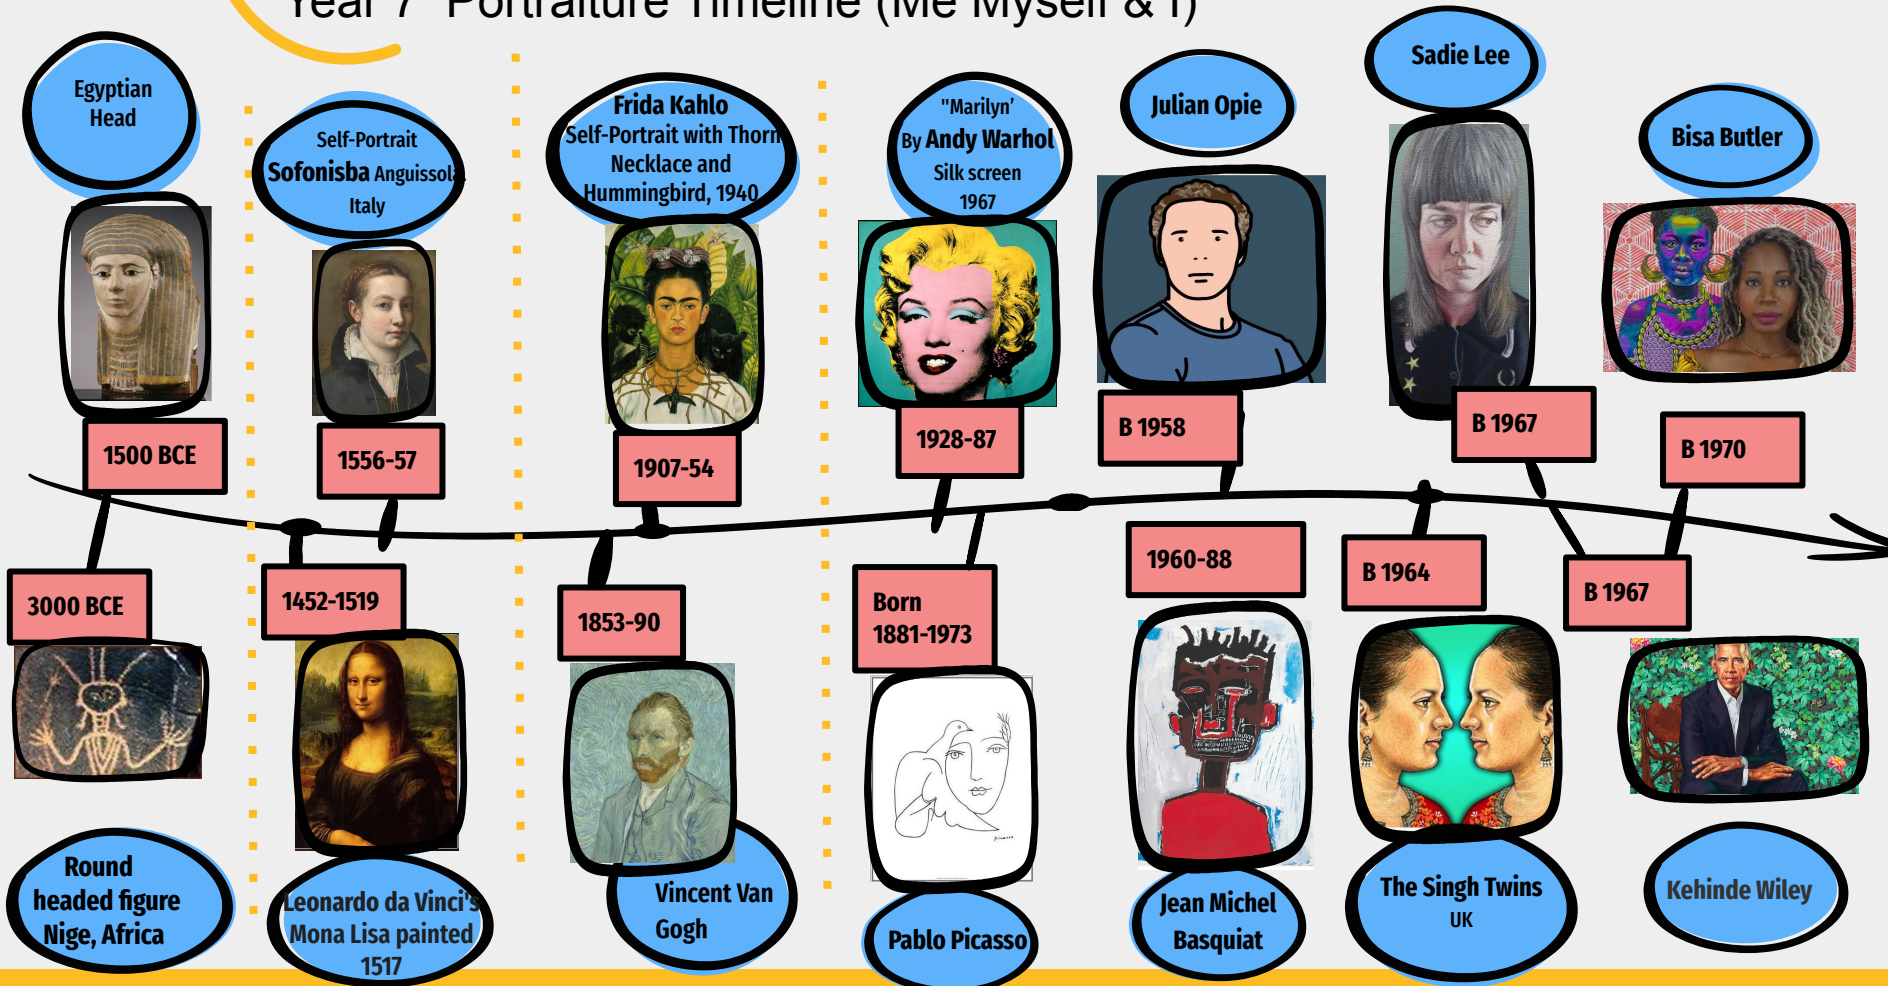 Year 7 Portraiture Timeline (Me Myself & I)
Egyptian
Head
Self-Portrait
Sofonisba Anguissola.
Italy
Frida Kahlo
Self-Portrait with Thorn
Necklace and
Hummingbird, 1940
"Marilyn’
By Andy Warhol
Silk screen
1967
Julian Opie
Sadie Lee
Bisa Butler
1500 BCE
1556-57
1907-54
1928-87
B 1958
B 1967
B 1970
3000 BCE
1452-1519
1853-90
Born
1881-1973
1960-88
B 1964
B 1967
Round
headed figure
Nige, Africa
Leonardo da Vinci's
Mona Lisa painted
1517
Vincent Van
Gogh
Pablo Picasso
Jean Michel
Basquiat
The Singh Twins
UK
Kehinde Wiley